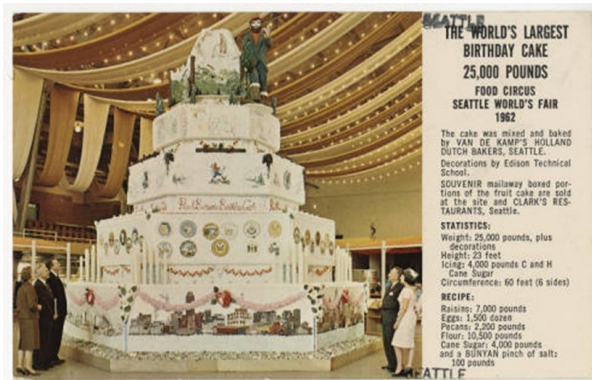 SEATTLE
THE WORLD'S LARGEST
BIRTHDAY CAKE
25,000 POUNDS
FOOD CIRCUS
SEATTLE WORLD'S FAIR
1962
The cake was mixed and baked
by VAN DE KAMP'S HOLLAND
DUTCH BAKERS, SEATTLE.
Decorations by Edison Technical
School.
SOUVENIR mailaway boxed por-
tions of the fruit cake are sold
at the site and CLARK'S RES-
TAURANTS, Seattle.
STATISTICS:
Weight: 25,000 pounds, plus
decorations
Height: 23 feet
Icing: 4,000 pounds C and H
Cane Sugar
Circumference: 60 feet (6 sides)
RECIPE:
Raisins: 7,000 pounds
Eggs: 1,500 dozen
Pecans: 2,200 pounds
Flour: 10,500 pounds
Cane Sugar: 4,000 pounds
and a BUNYAN pinch of salt:
100 pounds
SEATTLE